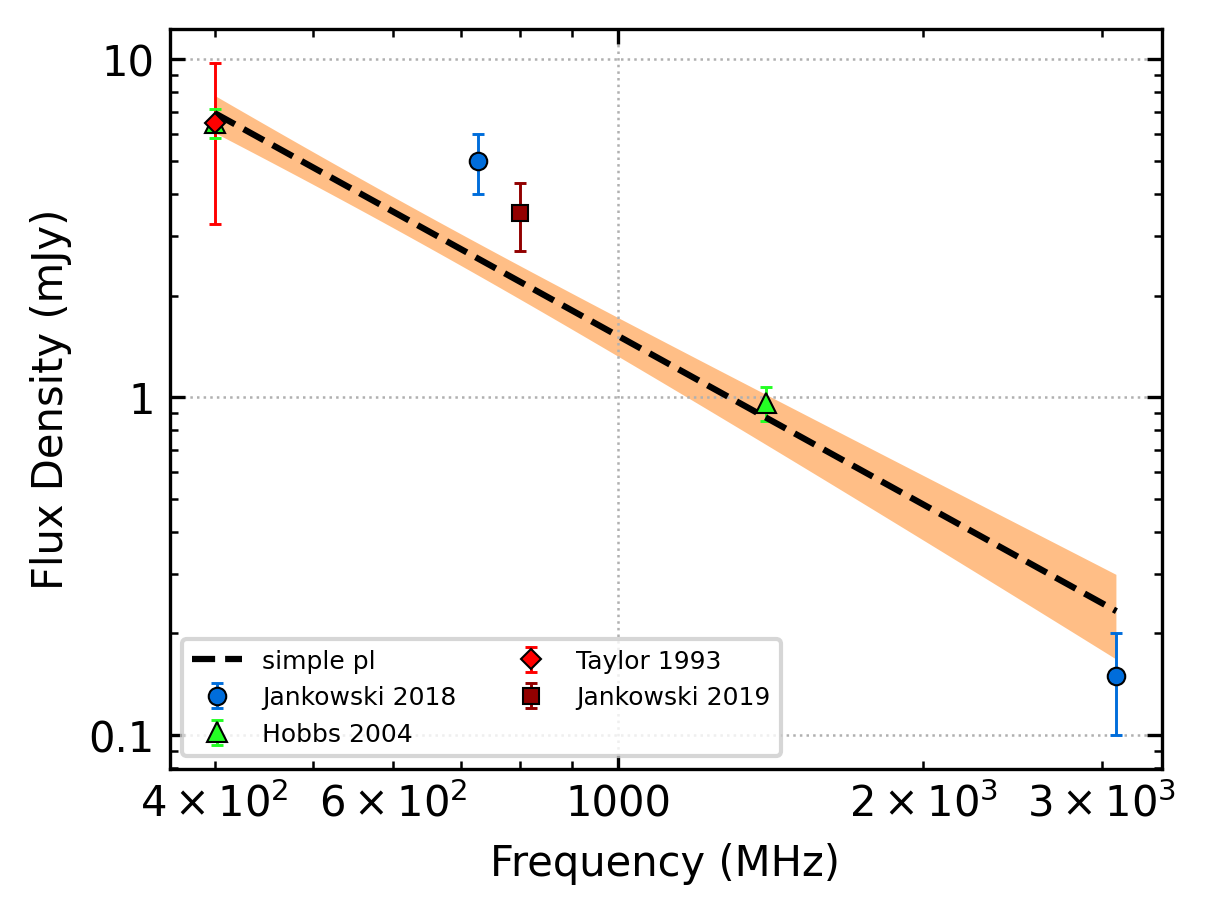 10
1
0.1
Flux Density (mJy)
simple pl
Jankowski 2018
Hobbs 2004
Taylor 1993
Jankowski 2019
4 × 10² 6 × 10² 1000 2 × 10³ 3 × 10³
Frequency (MHz)